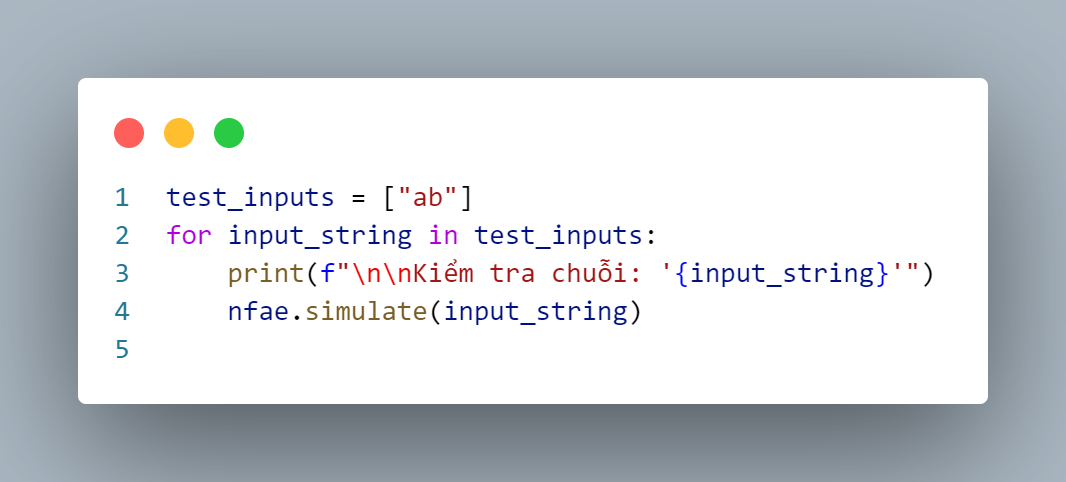 1 test_inputs = ["ab"]
2 for input_string in test_inputs:
3     print(f"\n\nKiểm tra chuỗi: '{input_string}'")
4     nfae.simulate(input_string)
5